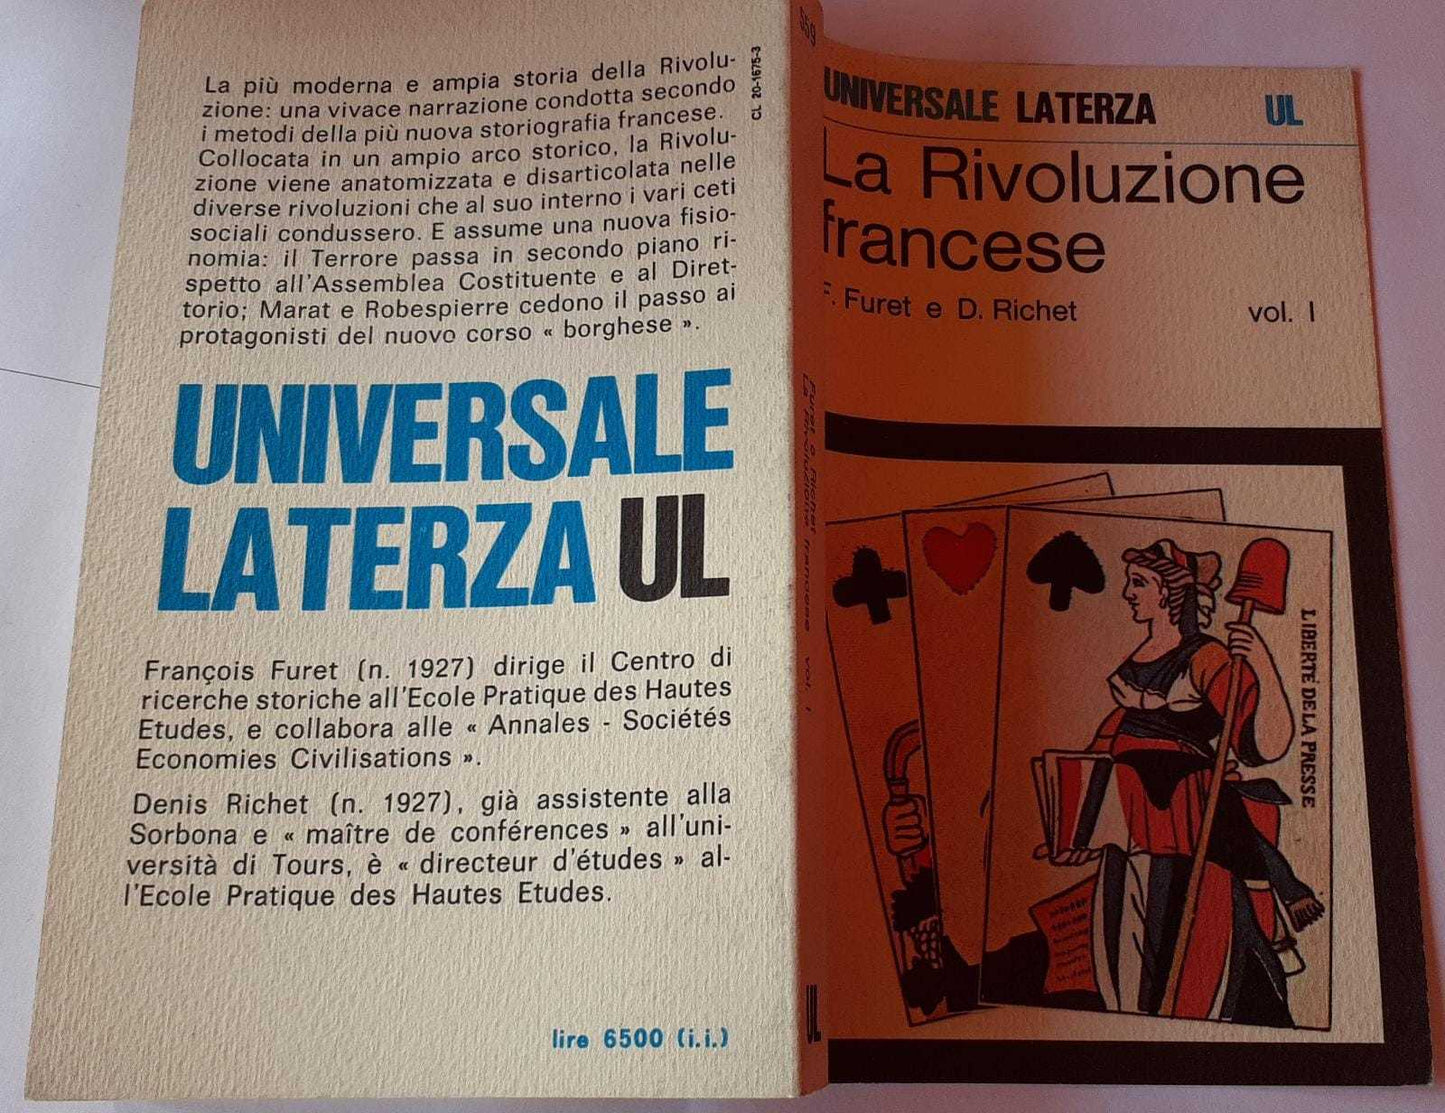 La più moderna e ampia storia della Rivolu-
zione: una vivace narrazione condotta secondo
i metodi della più nuova storiografia francese.
Collocata in un ampio arco storico, la Rivolu-
zione viene anatomizzata e disarticolata nelle
diverse rivoluzioni che al suo interno i vari ceti
sociali condussero. E assume una nuova fisio-
nomia: il Terrore passa in secondo piano ri-
spetto all'Assemblea Costituente e al Diret-
torio; Marat e Robespierre cedono il passo ai
protagonisti del nuovo corso « borghese ».
CL 20-1675-3
UNIVERSALE
LATERZA UL
François Furet (n. 1927) dirige il Centro di
ricerche storiche all'Ecole Pratique des Hautes
Etudes, e collabora alle « Annales - Sociétés
Economies Civilisations ».
Denis Richet (n. 1927), già assistente alla
Sorbona e « maître de conférences » all'uni-
versità di Tours, è « directeur d'études » al-
l'Ecole Pratique des Hautes Etudes.
lire 6500 (i.i.)
559
Furet e Richet
La Rivoluzione francese vol. I
UL
UNIVERSALE LATERZA UL
La Rivoluzione
francese
F. Furet e D. Richet vol. I
LIBERTÉ DE LA PRESSE